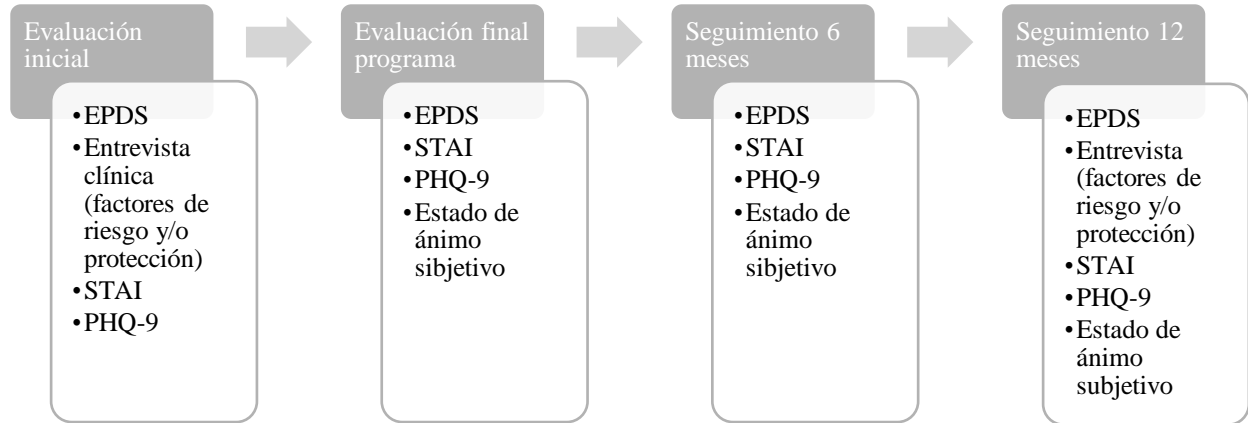 Evaluación
inicial
•EPDS
•Entrevista
clínica
(factores de
riesgo y/o
protección)
•STAI
•PHQ-9
Evaluación final
programa
•EPDS
•STAI
•PHQ-9
•Estado de
ánimo
sibjetivo
Seguimiento 6
meses
•EPDS
•STAI
•PHQ-9
•Estado de
ánimo
sibjetivo
Seguimiento 12
meses
•EPDS
•Entrevista
(factores de
riesgo y/o
protección)
•STAI
•PHQ-9
•Estado de
ánimo
subjetivo